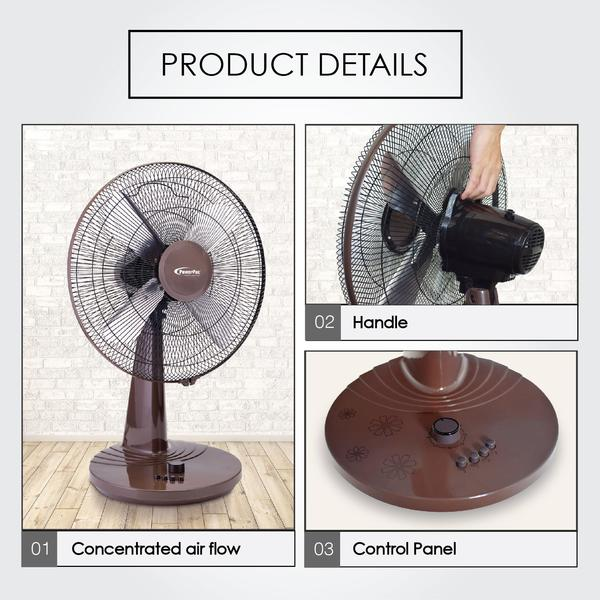 PRODUCT DETAILS
PowerPac
01 Concentrated air flow
02 Handle
03 Control Panel